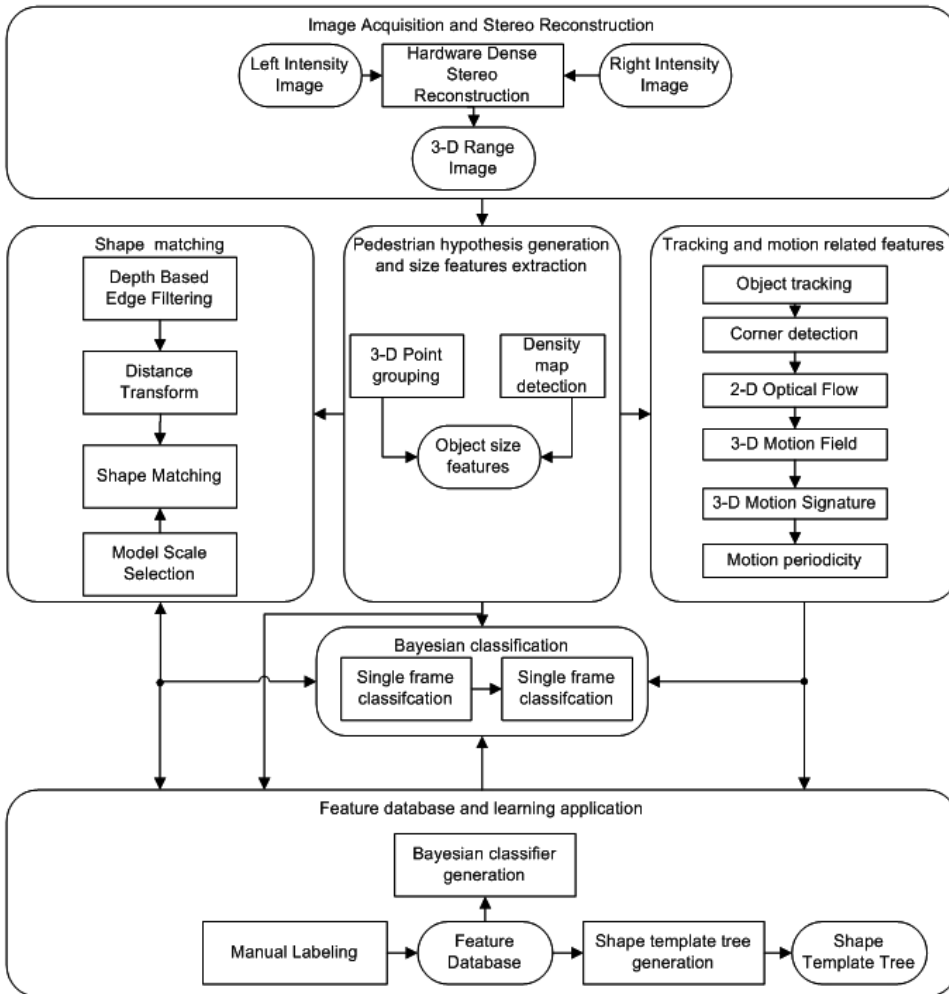 Image Acquisition and Stereo Reconstruction
Left Intensity
Image
Hardware Dense
Stereo
Reconstruction
Right Intensity
Image
3-D Range
Image
Shape matching
Depth Based
Edge Filtering
Distance
Transform
Shape Matching
Model Scale
Selection
Pedestrian hypothesis generation
and size features extraction
3-D Point
grouping
Density
map
detection
Object size
features
Tracking and motion related features
Object tracking
Corner detection
2-D Optical Flow
3-D Motion Field
3-D Motion Signature
Motion periodicity
Bayesian classification
Single frame
classifcation
Single frame
classifcation
Feature database and learning application
Bayesian classifier
generation
Manual Labeling
Feature
Database
Shape template tree
generation
Shape
Template Tree